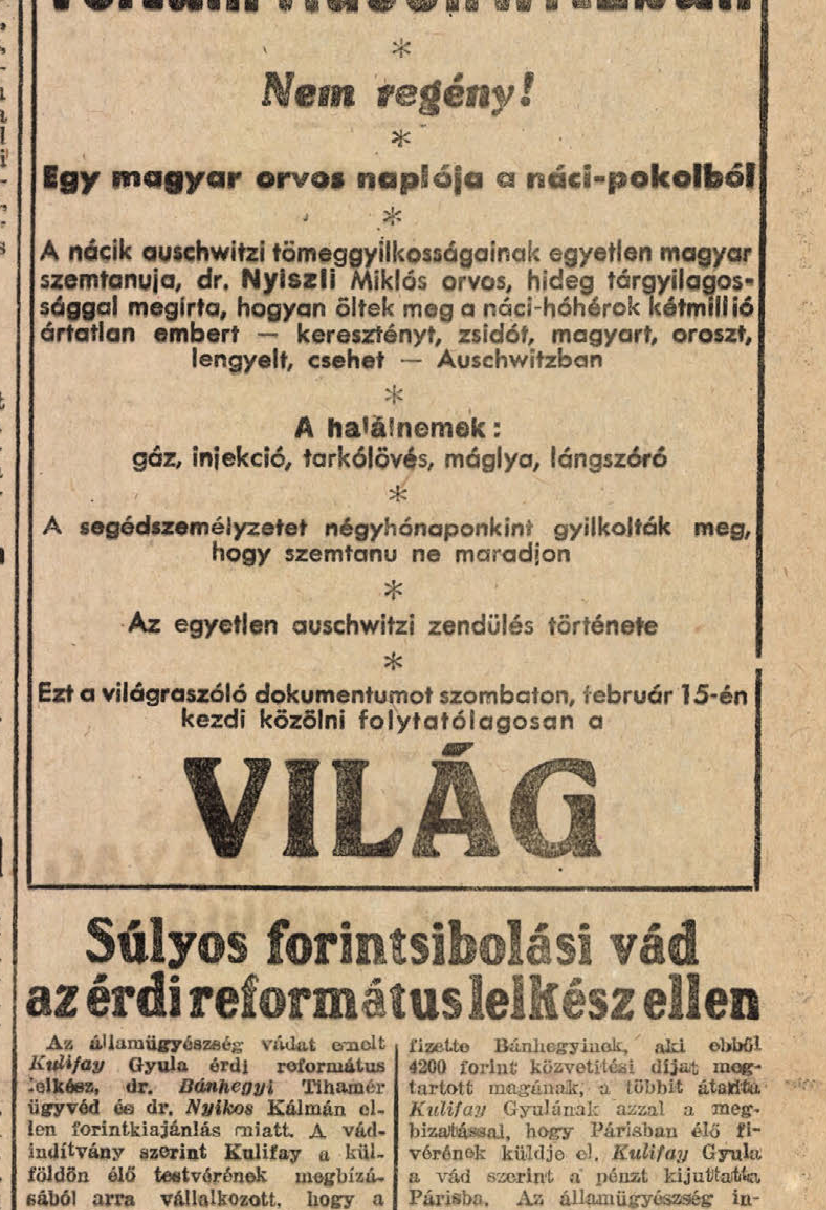 *
Nem regény!
*
Egy magyar orvos naplója a náci-pokolból
*
A nácik auschwitzi tömeggyilkosságainak egyetlen magyar
szemtanuja, dr. Nyiszli Miklós orvos, hideg tárgyilagos-
sággal megirta, hogyan öltek meg a náci-hóhérok kétmillió
ártatlan embert — keresztényt, zsidót, magyart, oroszt,
lengyelt, csehet — Auschwitzban
*
A halálnemek:
gáz, injekció, tarkólövés, máglya, lángszóró
*
A segédszemélyzetet négyhónaponkint gyilkolták meg,
hogy szemtanu ne maradjon
*
Az egyetlen auschwitzi zendülés története
*
Ezt a világraszóló dokumentumot szombaton, február 15-én
kezdi közölni folytatólagosan a
VILÁG
Súlyos forintsibolási vád
az érdi református lelkész ellen
Az államügyészség vádat emelt
Kulifay Gyula érdi református
lelkész, dr. Bánhegyi Tihamér
ügyvéd és dr. Nyikos Kálmán el-
len forintkiajánlás miatt. A vád-
indítvány szerint Kulifay a kül-
földön élő testvérének megbízá-
sából arra vállalkozott, hogy a
fizette Bánhegyinek, aki ebből
4200 forint közvetítési díjat meg-
tartott magának, a többit átadta
Kulifay Gyulának azzal a meg-
bizatással, hogy Párisban élő fi-
vérének küldje el. Kulifay Gyula
a vád szerint a pénzt kijuttatta
Párisba. Az államügyészség in-